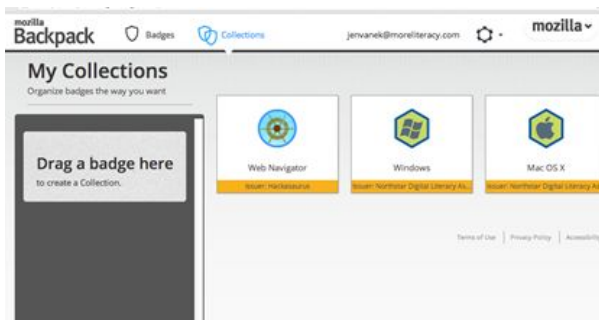 mozilla
Backpack
Badges
Collections
jenvanek@moreliteracy.com
mozilla
My Collections
Organize badges the way you want
Drag a badge here
to create a Collection.
Web Navigator
Issuer: Hackasaurus
Windows
Issuer: Northstar Digital Literacy As...
Mac OS X
Issuer: Northstar Digital Literacy As
Terms of Use | Privacy Policy | Accessibility